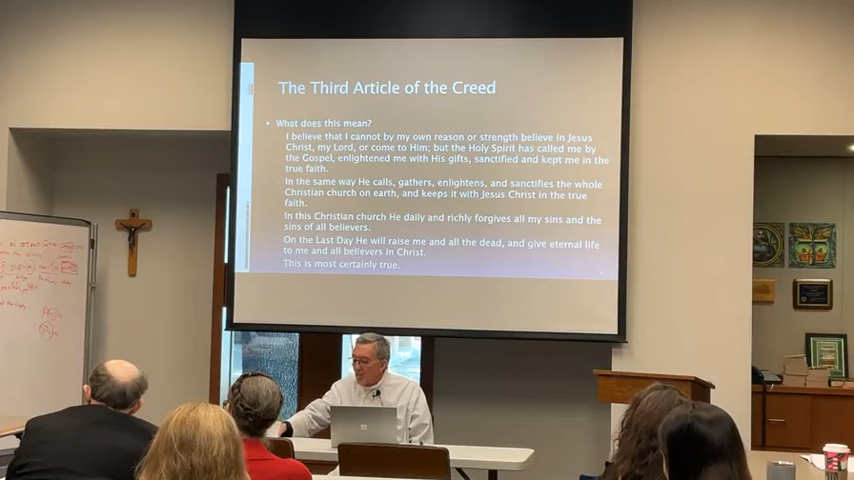 The Third Article of the Creed
• What does this mean?
I believe that I cannot by my own reason or strength believe in Jesus
Christ, my Lord, or come to Him; but the Holy Spirit has called me by
the Gospel, enlightened me with His gifts, sanctified and kept me in the
true faith.
In the same way He calls, gathers, enlightens, and sanctifies the whole
Christian church on earth, and keeps it with Jesus Christ in the true
faith.
In this Christian church He daily and richly forgives all my sins and the
sins of all believers.
On the Last Day He will raise me and all the dead, and give eternal life
to me and all believers in Christ.
This is most certainly true.